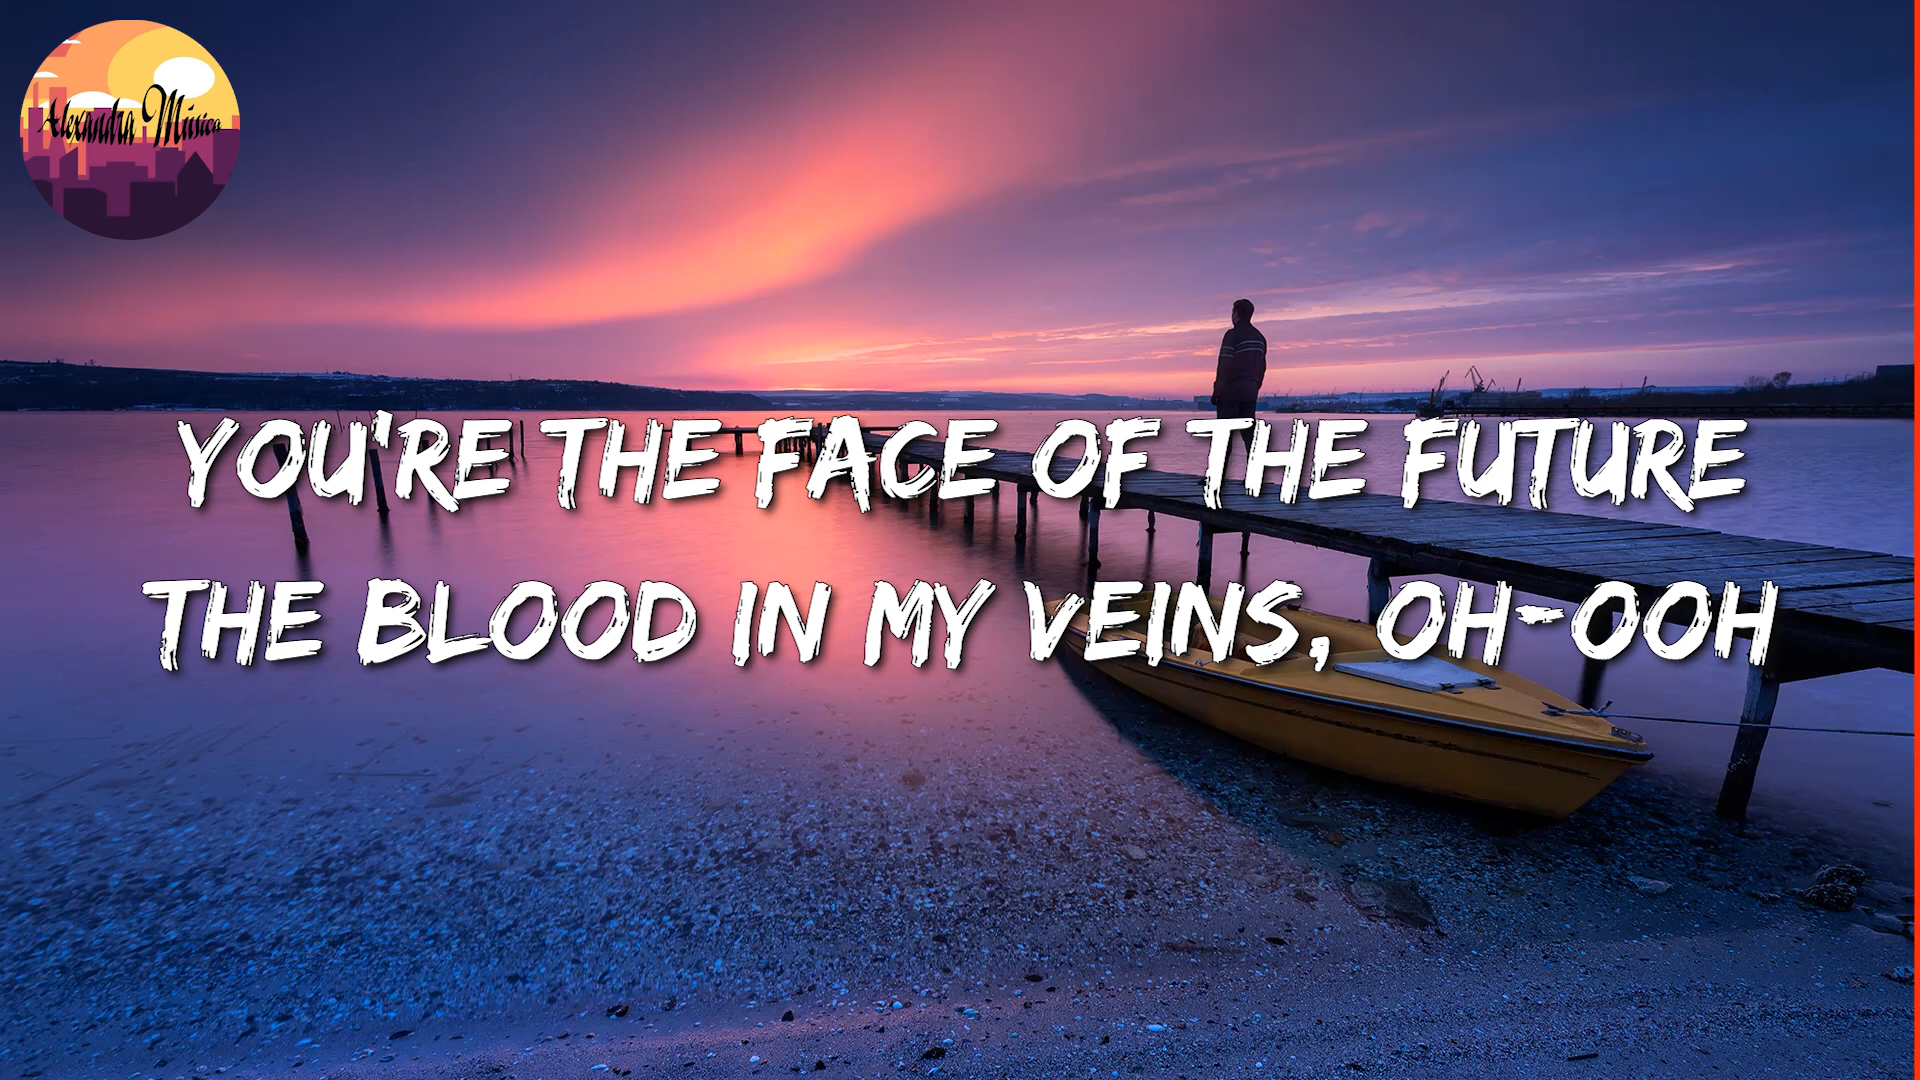 Alexandra Música
YOU'RE THE FACE OF THE FUTURE
THE BLOOD IN MY VEINS, OH-OOH